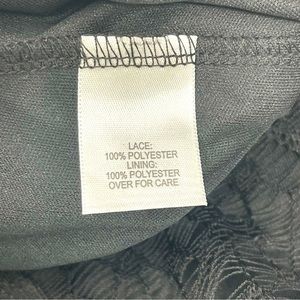 LACE:
100% POLYESTER
LINING:
100% POLYESTER
OVER FOR CARE